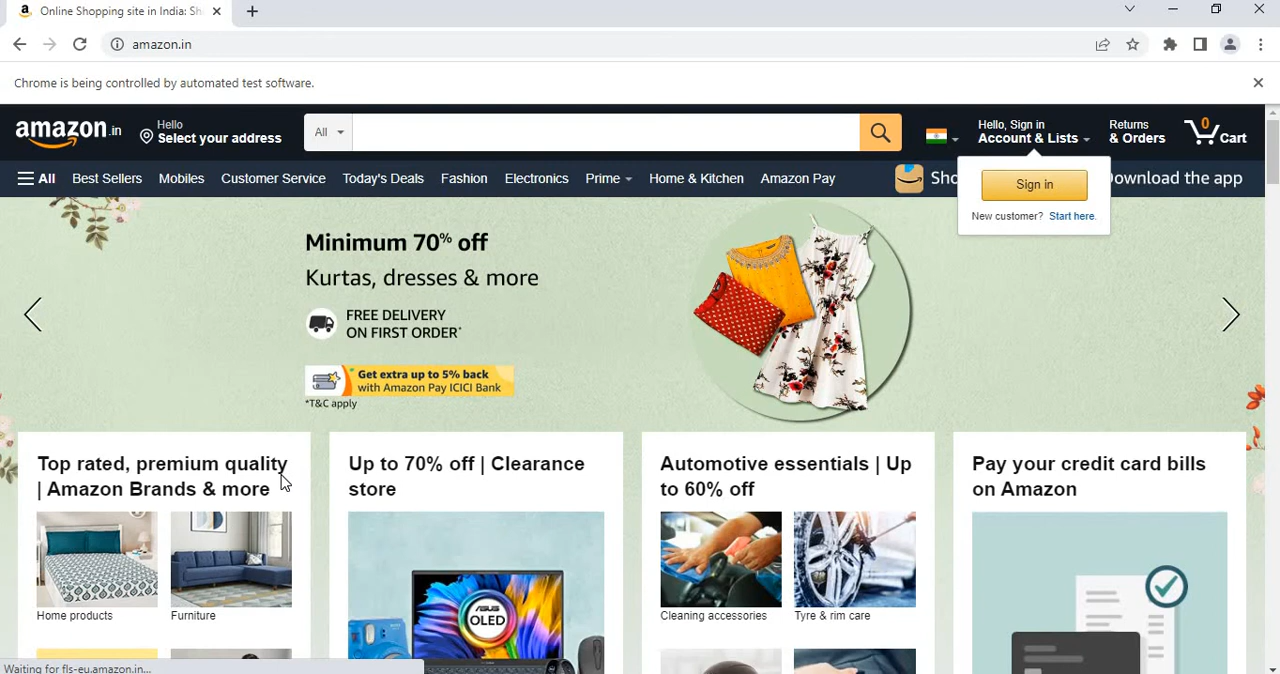 Online Shopping site in India: Sh
amazon.in
Chrome is being controlled by automated test software.
amazon.in
Hello
Select your address
All
Hello, Sign in
Account & Lists
Returns
& Orders
0
Cart
All
Best Sellers
Mobiles
Customer Service
Today's Deals
Fashion
Electronics
Prime
Home & Kitchen
Amazon Pay
Sho
ownload the app
Sign in
New customer? Start here.
Minimum 70% off
Kurtas, dresses & more
FREE DELIVERY
ON FIRST ORDER*
Get extra up to 5% back
with Amazon Pay ICICI Bank
*T&C apply
Top rated, premium quality
| Amazon Brands & more
Home products
Furniture
Up to 70% off | Clearance
store
ASUS
OLED
Automotive essentials | Up
to 60% off
Cleaning accessories
Tyre & rim care
Pay your credit card bills
on Amazon
Waiting for fls-eu.amazon.in...